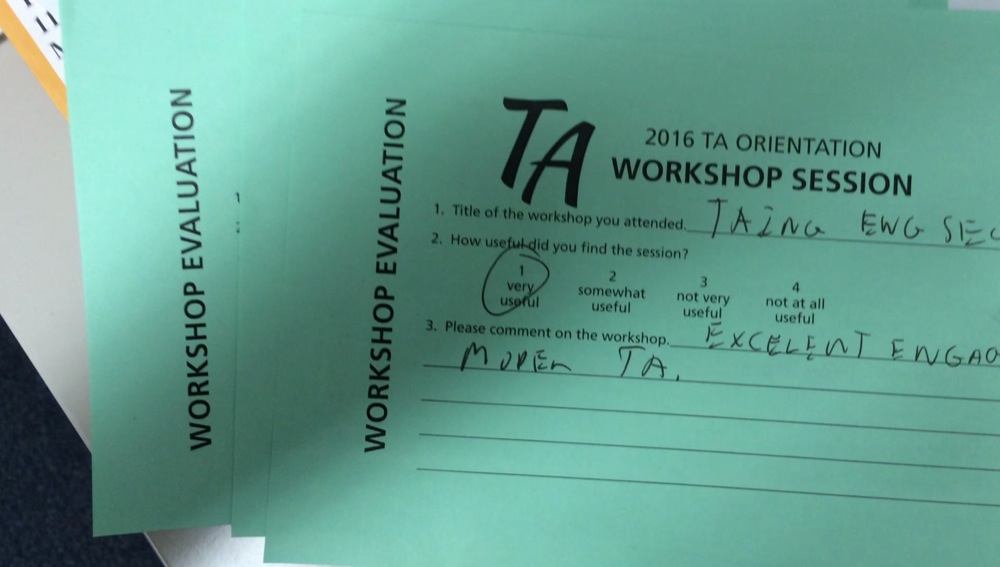 WORKSHOP EVALUATION
WORKSHOP EVALUATION
TA
2016 TA ORIENTATION
WORKSHOP SESSION
1. Title of the workshop you attended. TAING ENG SEC
2. How useful did you find the session?
1 2 3 4
very somewhat not very not at all
useful useful useful useful
3. Please comment on the workshop. EXCELENT ENGAG
TA.